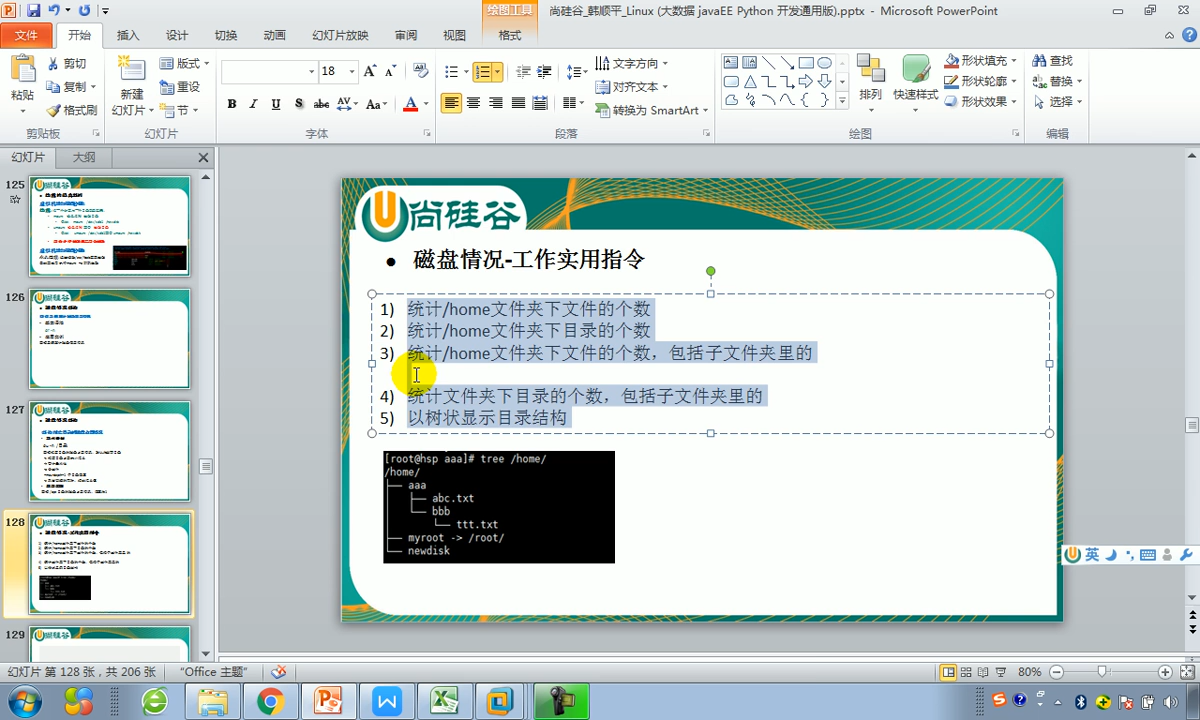 尚硅谷_韩顺平_Linux (大数据 javaEE Python 开发通用版).pptx - Microsoft PowerPoint
绘图工具
文件 开始 插入 设计 切换 动画 幻灯片放映 审阅 视图 格式
粘贴
剪切
复制
格式刷
剪贴板
新建
幻灯片
版式
重设
节
幻灯片
18
字体
文字方向
对齐文本
转换为 SmartArt
段落
排列
快速样式
形状填充
形状轮廓
形状效果
绘图
查找
替换
选择
编辑
幻灯片 大纲
125
126
127
128
129
尚硅谷
● 磁盘情况-工作实用指令
1) 统计/home文件夹下文件的个数
2) 统计/home文件夹下目录的个数
3) 统计/home文件夹下文件的个数，包括子文件夹里的
4) 统计文件夹下目录的个数，包括子文件夹里的
5) 以树状显示目录结构
[root@hsp aaa]# tree /home/
/home/
├── aaa
│   ├── abc.txt
│   └── bbb
│       └── ttt.txt
├── myroot -> /root/
└── newdisk
英
幻灯片 第 128 张，共 206 张 "Office 主题" 80%